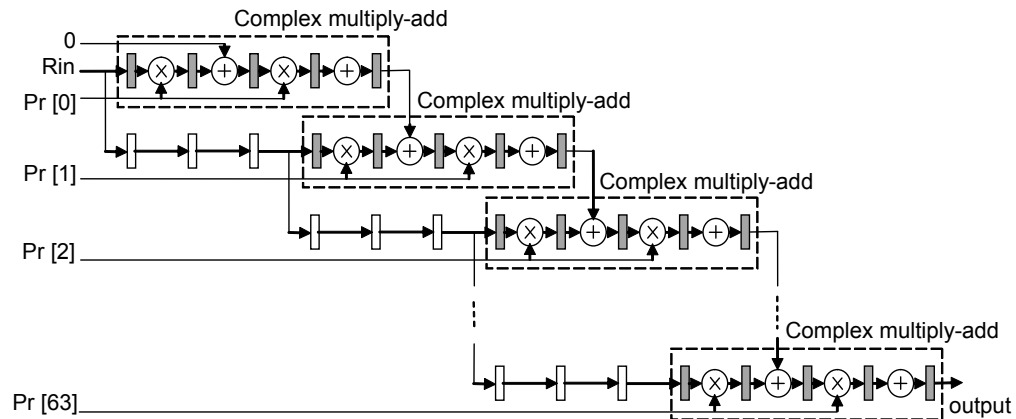 Complex multiply-add
0
Rin
Pr [0]
Complex multiply-add
Pr [1]
Complex multiply-add
Pr [2]
Complex multiply-add
Pr [63]
output